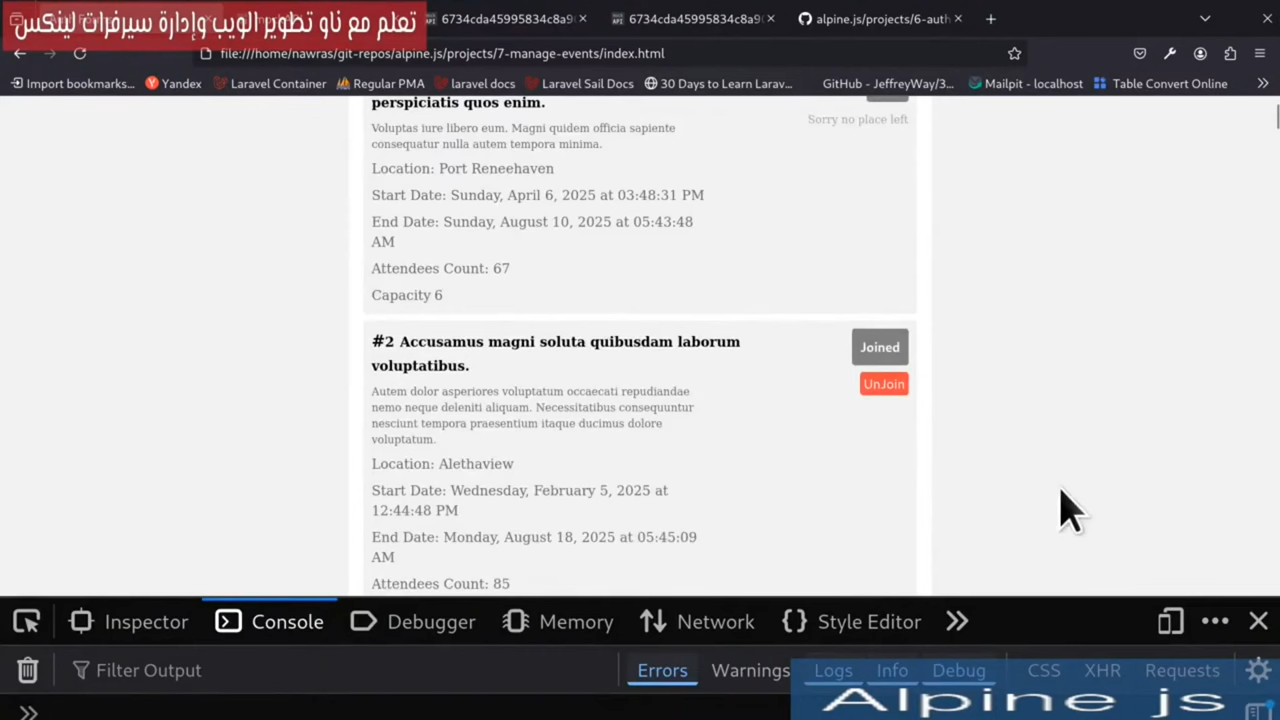 تعلم مع ناو تطوير الويب وإدارة سيرفرات لينكس
6734cda45995834c8a9
6734cda45995834c8a90
alpine.js/projects/6-auth
file:///home/nawras/git-repos/alpine.js/projects/7-manage-events/index.html
Import bookmarks...
Yandex
Laravel Container
Regular PMA
laravel docs
Laravel Sail Docs
30 Days to Learn Larav...
GitHub - JeffreyWay/3...
Mailpit - localhost
Table Convert Online
perspiciatis quos enim.
Sorry no place left
Voluptas iure libero eum. Magni quidem officia sapiente
consequatur nulla autem tempora minima.
Location: Port Reneehaven
Start Date: Sunday, April 6, 2025 at 03:48:31 PM
End Date: Sunday, August 10, 2025 at 05:43:48
AM
Attendees Count: 67
Capacity 6
#2 Accusamus magni soluta quibusdam laborum
voluptatibus.
Joined
UnJoin
Autem dolor asperiores voluptatum occaecati repudiandae
nemo neque deleniti aliquam. Necessitatibus consequuntur
nesciunt tempora praesentium itaque ducimus dolore
voluptatum.
Location: Alethaview
Start Date: Wednesday, February 5, 2025 at
12:44:48 PM
End Date: Monday, August 18, 2025 at 05:45:09
AM
Attendees Count: 85
Inspector
Console
Debugger
Memory
Network
Style Editor
Filter Output
Errors
Warnings
Logs
Info
Debug
CSS
XHR
Requests
Alpine js